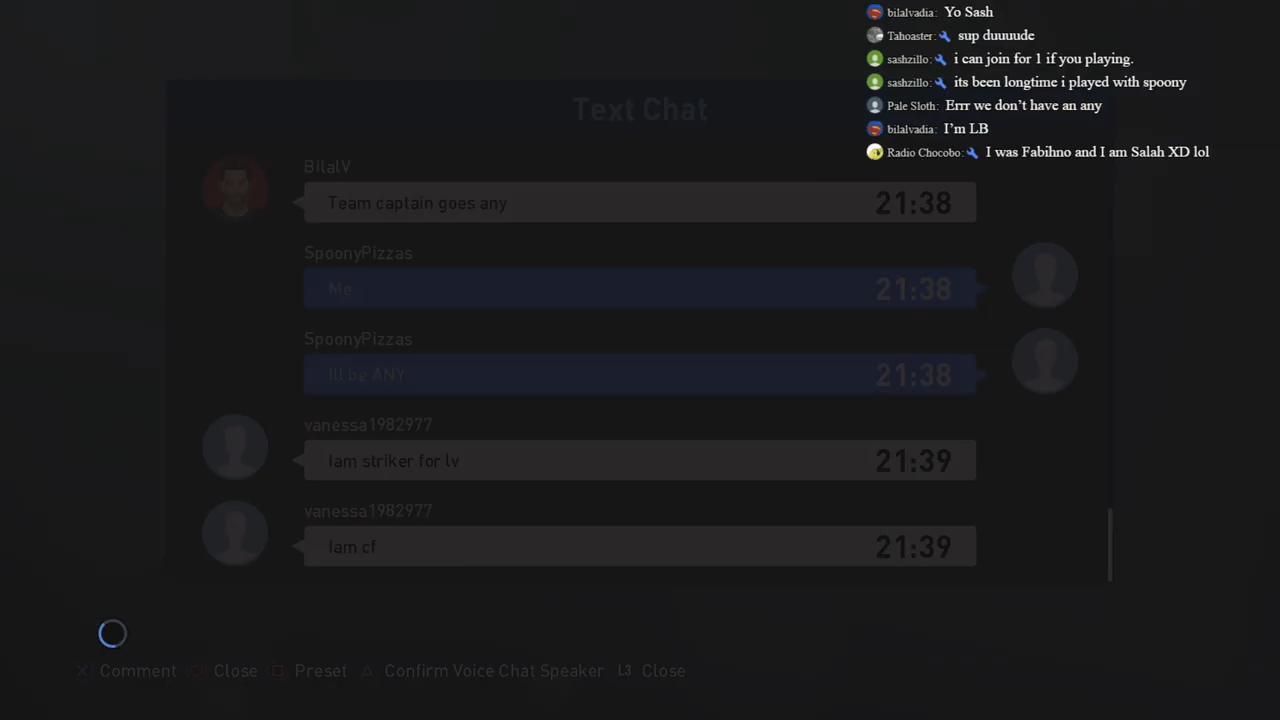 bilalvadia: Yo Sash
Tahoaster: sup duuuude
sashzillo: i can join for 1 if you playing.
sashzillo: its been longtime i played with spoony
Pale Sloth: Errr we don't have an any
bilalvadia: I'm LB
Radio Chocobo: I was Fabihno and I am Salah XD lol
Text Chat
BilalV
Team captain goes any 21:38
SpoonyPizzas
Me 21:38
SpoonyPizzas
Ill be ANY 21:38
vanessa1982977
Iam striker for lv 21:39
vanessa1982977
Iam cf 21:39
Comment Close Preset Confirm Voice Chat Speaker L3 Close